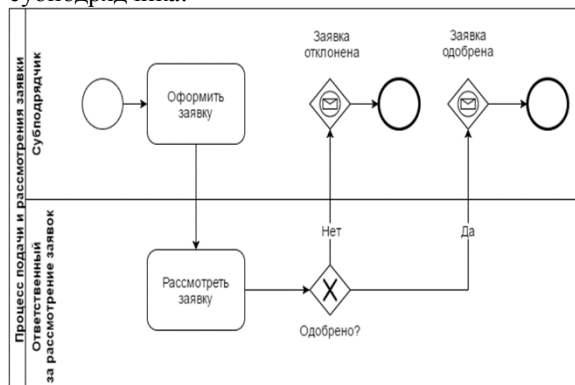 субподрядчика.
Процесс подачи и рассмотрения заявки
Субподрядчик
Оформить
заявку
Заявка
отклонена
Заявка
одобрена
Ответственный
за рассмотрение заявок
Рассмотреть
заявку
Нет
Да
Одобрено?